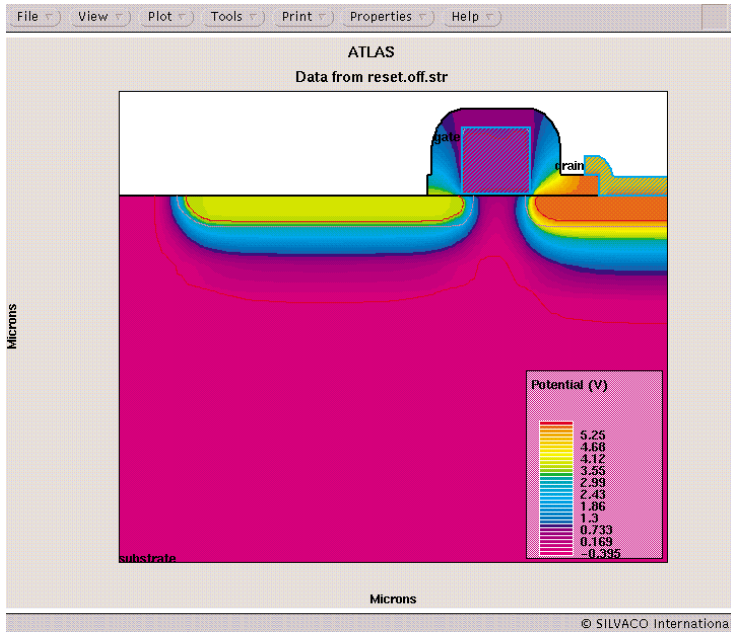 File View Plot Tools Print Properties Help
ATLAS
Data from reset.off.str
gate
drain
Microns
Potential (V)
5.25
4.66
4.12
3.55
2.99
2.43
1.86
1.3
0.733
0.169
-0.395
substrate
Microns
© SILVACO Internationa